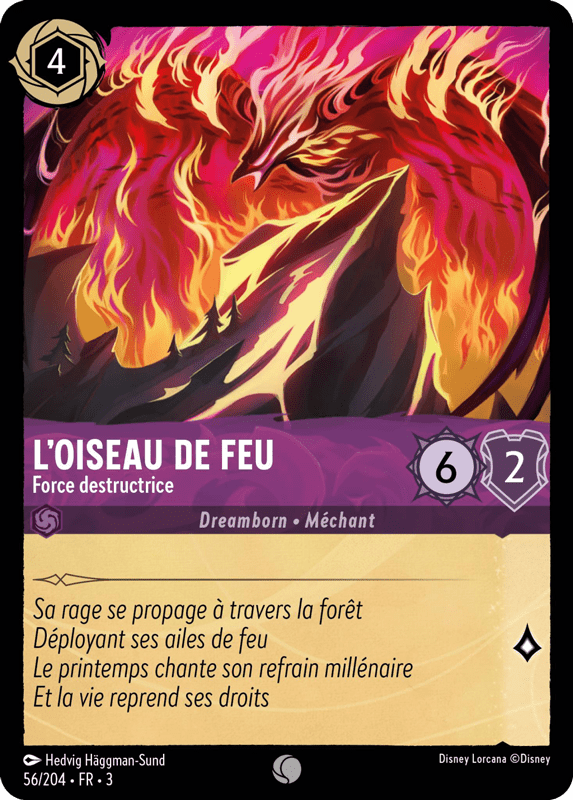 4
L'OISEAU DE FEU
Force destructrice
6
2
Dreamborn • Méchant
Sa rage se propage à travers la forêt
Déployant ses ailes de feu
Le printemps chante son refrain millénaire
Et la vie reprend ses droits
Hedvig Häggman-Sund
56/204 • FR • 3
Disney Lorcana ©Disney